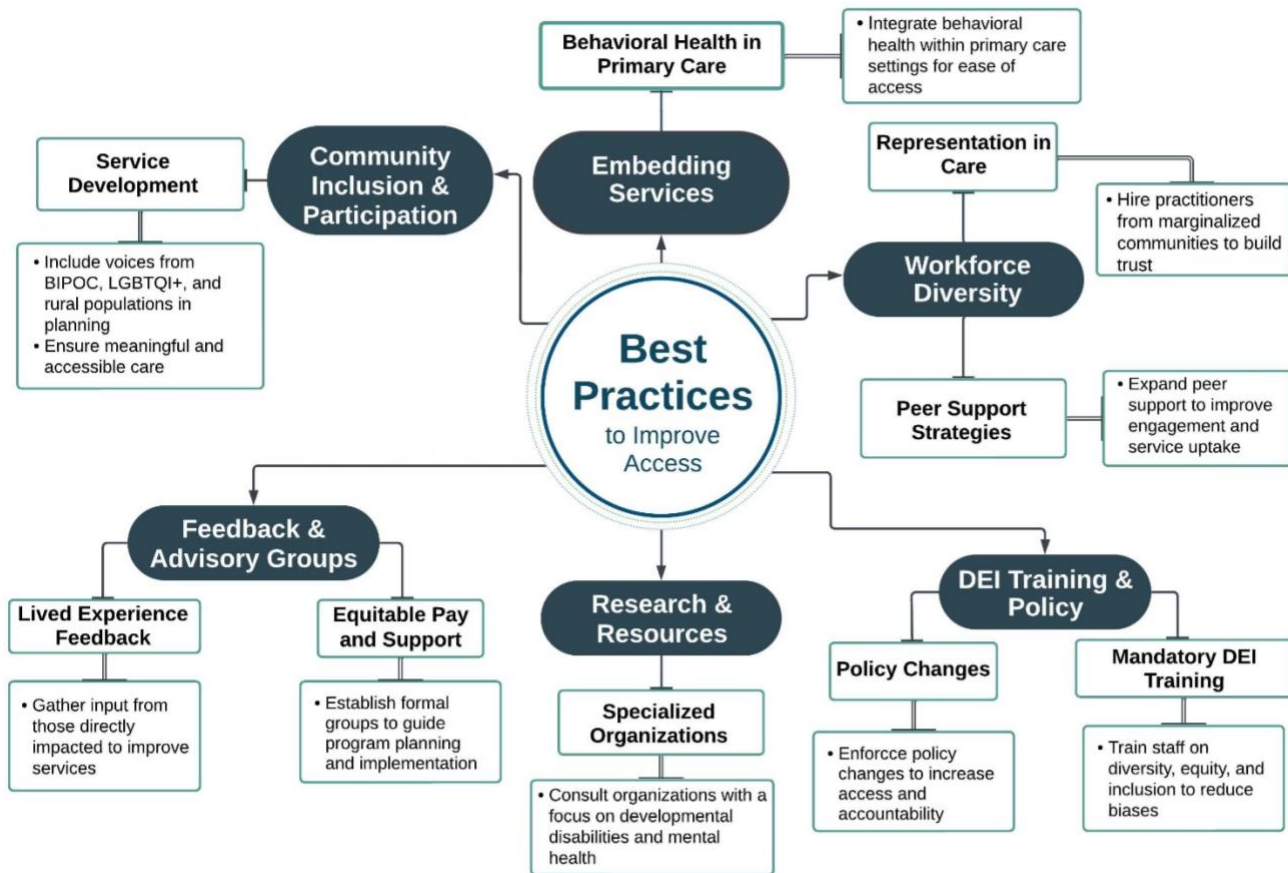 Best
Practices
to Improve
Access
Embedding
Services
Behavioral Health in
Primary Care
• Integrate behavioral
health within primary care
settings for ease of
access
Workforce
Diversity
Representation in
Care
• Hire practitioners
from marginalized
communities to build
trust
Peer Support
Strategies
• Expand peer
support to improve
engagement and
service uptake
DEI Training &
Policy
Policy Changes
• Enforcce policy
changes to increase
access and
accountability
Mandatory DEI
Training
• Train staff on
diversity, equity, and
inclusion to reduce
biases
Research &
Resources
Specialized
Organizations
• Consult organizations with a
focus on developmental
disabilities and mental
health
Feedback &
Advisory Groups
Lived Experience
Feedback
• Gather input from
those directly
impacted to improve
services
Equitable Pay
and Support
• Establish formal
groups to guide
program planning
and implementation
Community
Inclusion &
Participation
Service
Development
• Include voices from
BIPOC, LGBTQI+, and
rural populations in
planning
• Ensure meaningful and
accessible care